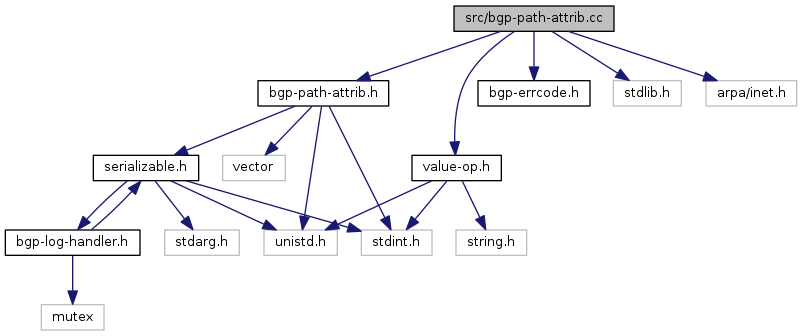 src/bgp-path-attrib.cc
bgp-path-attrib.h
bgp-errcode.h
stdlib.h
arpa/inet.h
serializable.h
vector
value-op.h
bgp-log-handler.h
stdarg.h
unistd.h
stdint.h
string.h
mutex